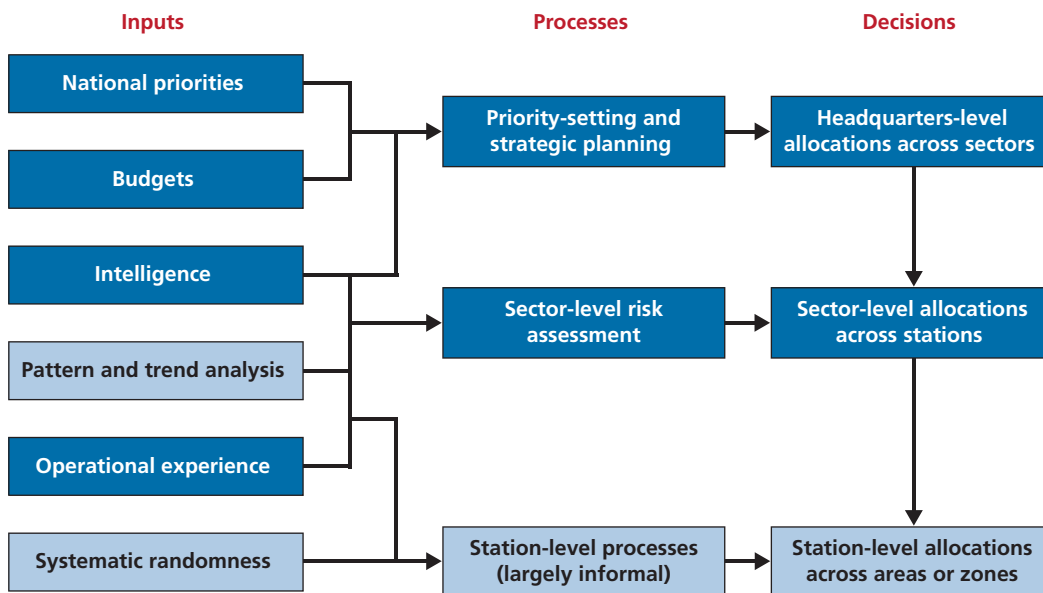 Inputs
Processes
Decisions
National priorities
Budgets
Intelligence
Pattern and trend analysis
Operational experience
Systematic randomness
Priority-setting and
strategic planning
Sector-level risk
assessment
Station-level processes
(largely informal)
Headquarters-level
allocations across sectors
Sector-level allocations
across stations
Station-level allocations
across areas or zones